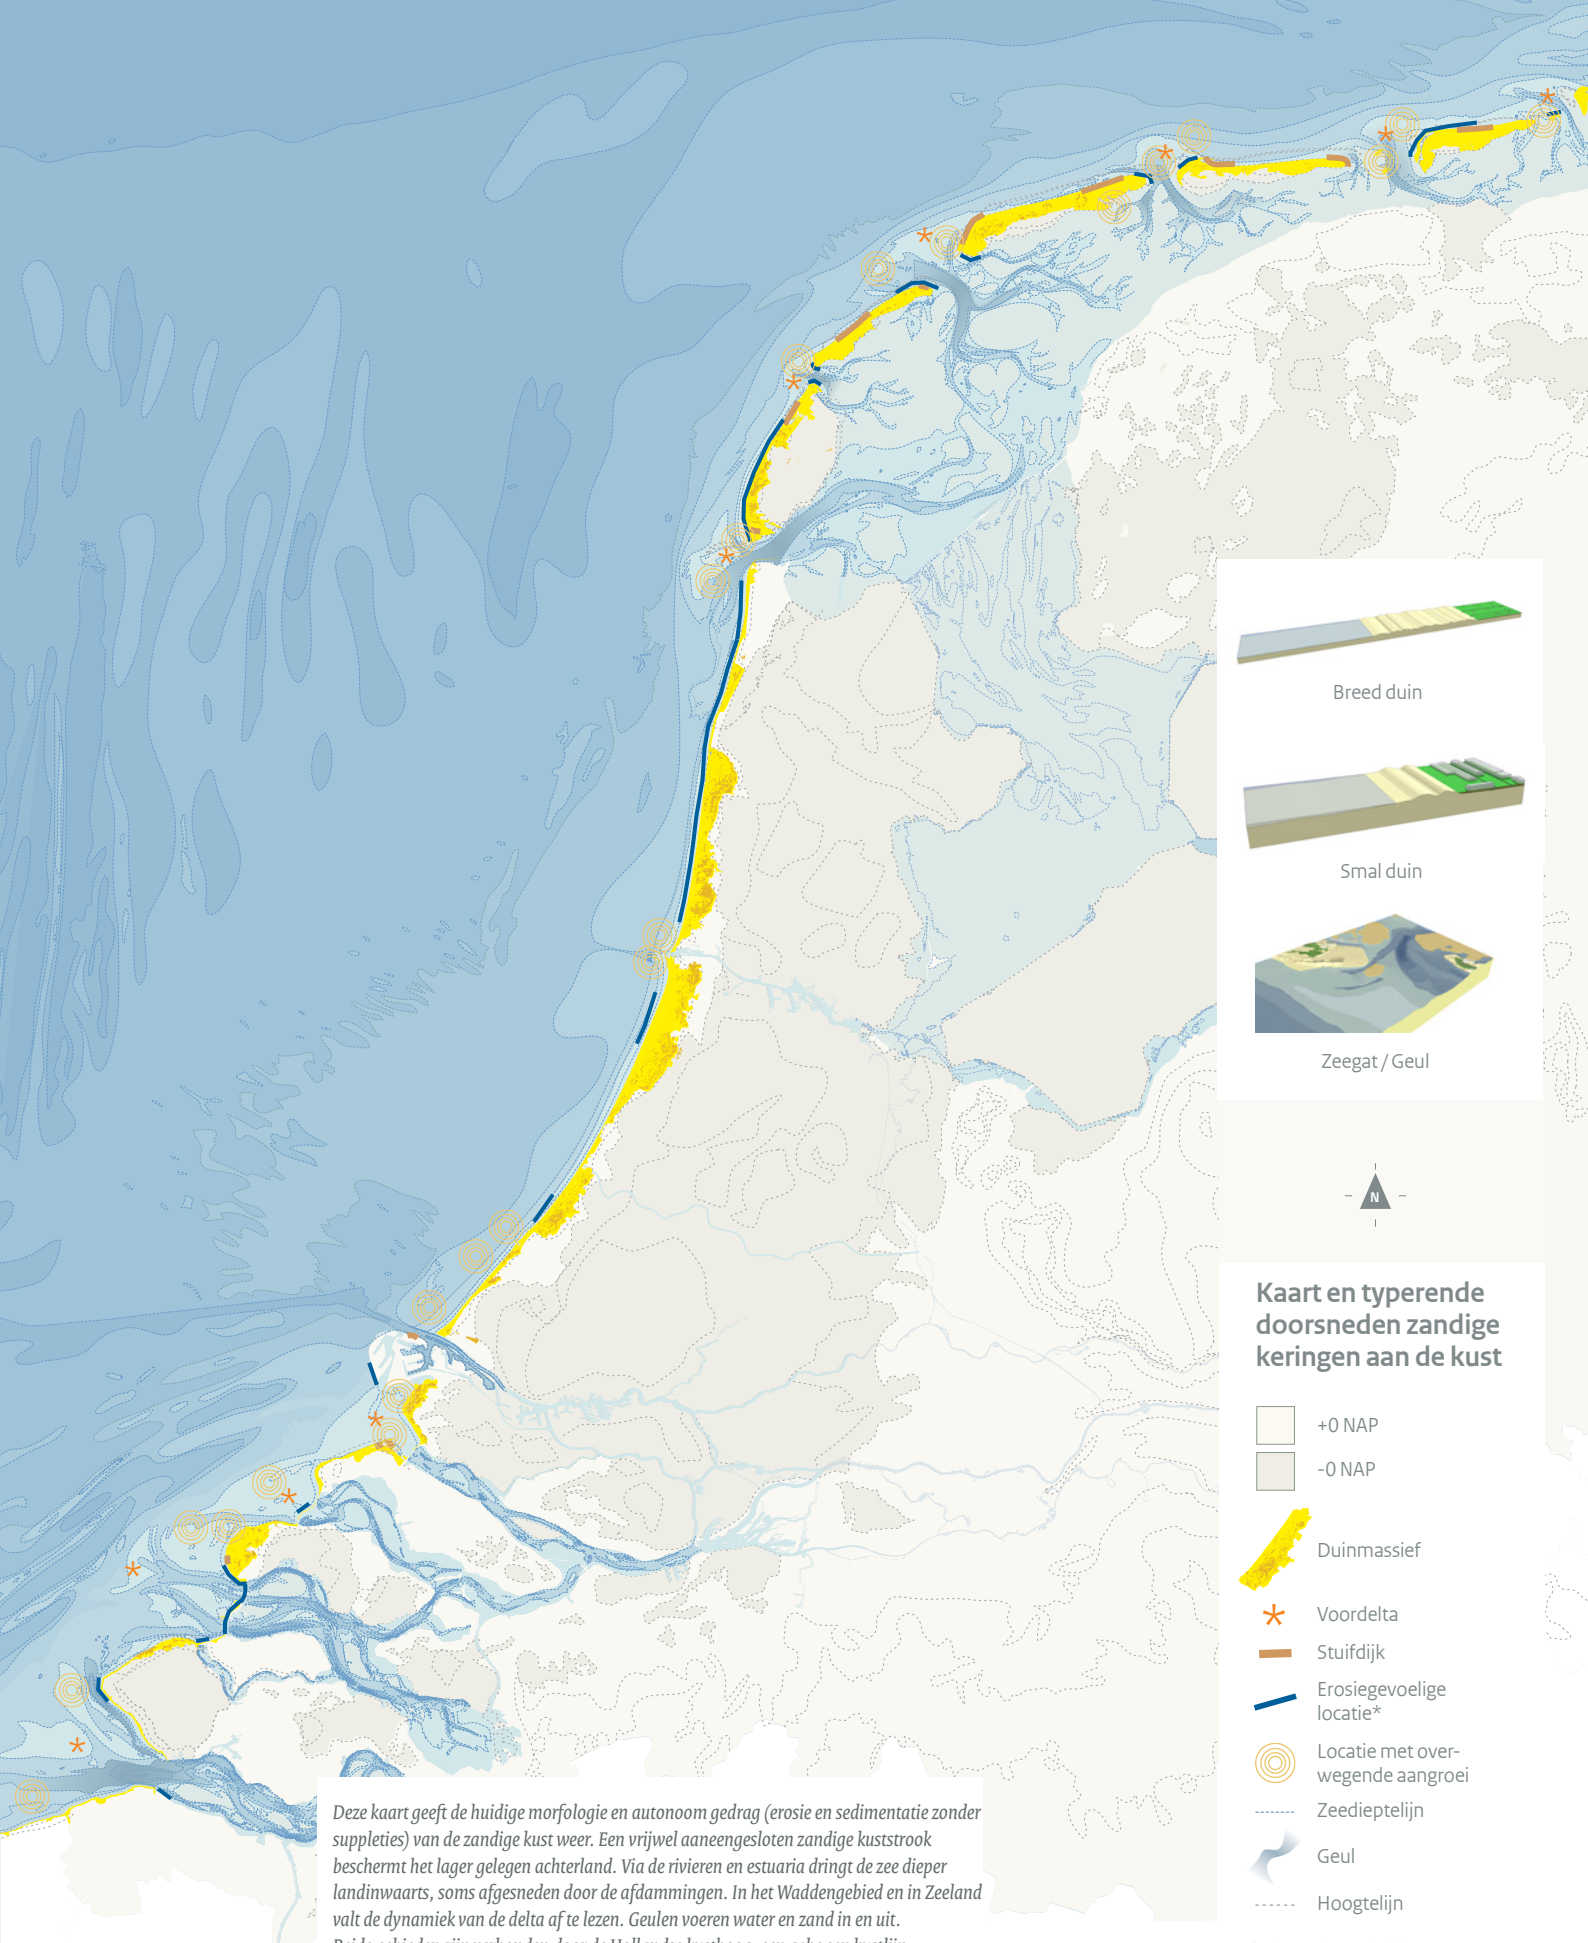 Breed duin
Smal duin
Zeegat / Geul
N
Kaart en typerende
doorsneden zandige
keringen aan de kust
+0 NAP
-0 NAP
Duinmassief
Voordelta
Stuifdijk
Erosiegevoelige
locatie*
Locatie met over-
wegende aangroei
Zeedieptelijn
Geul
Hoogtelijn
Deze kaart geeft de huidige morfologie en autonoom gedrag (erosie en sedimentatie zonder
suppleties) van de zandige kust weer. Een vrijwel aaneengesloten zandige kuststrook
beschermt het lager gelegen achterland. Via de rivieren en estuaria dringt de zee dieper
landinwaarts, soms afgesneden door de afdammingen. In het Waddengebied en in Zeeland
valt de dynamiek van de delta af te lezen. Geulen voeren water en zand in en uit.